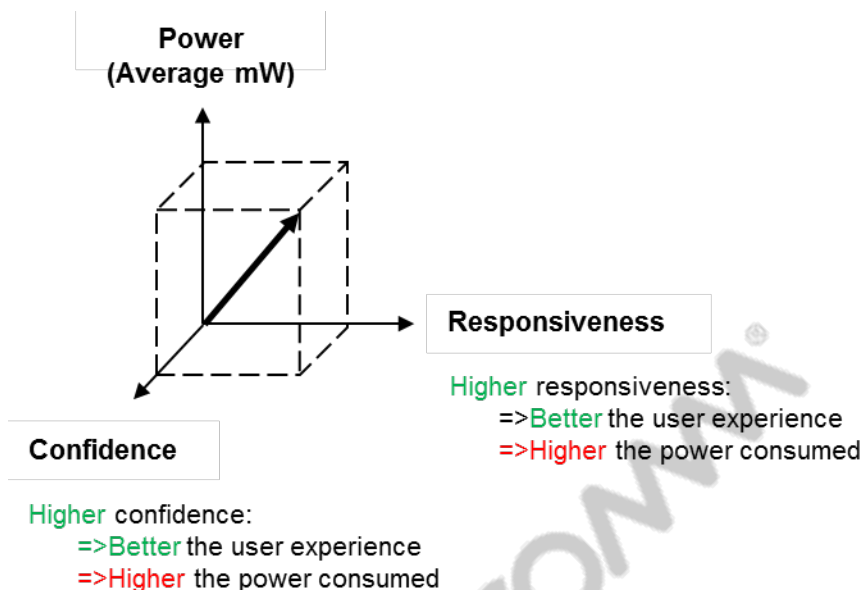 Power
(Average mW)
Responsiveness
Higher responsiveness:
=>Better the user experience
=>Higher the power consumed
Confidence
Higher confidence:
=>Better the user experience
=>Higher the power consumed